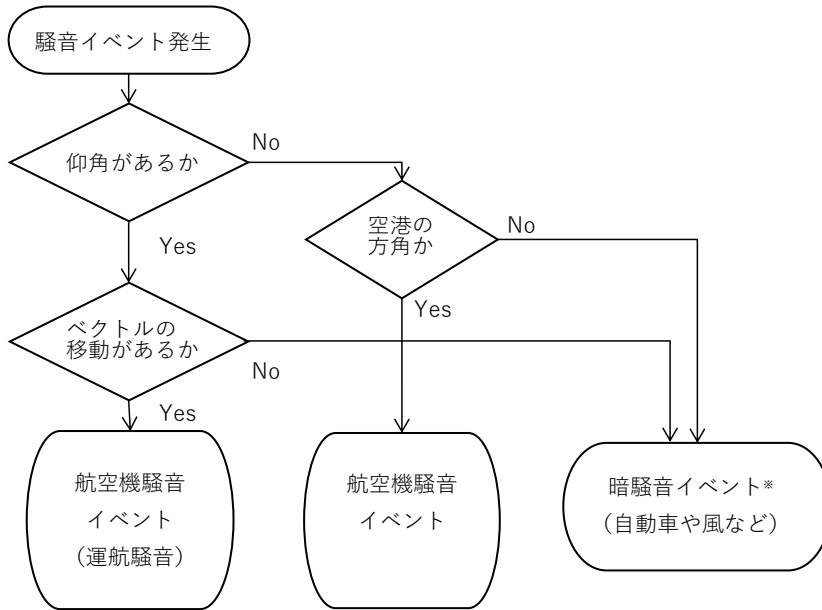 騒音イベント発生
仰角があるか
No
空港の
方角か
No
Yes
Yes
ベクトルの
移動があるか
No
Yes
航空機騒音
イベント
（運航騒音）
航空機騒音
イベント
暗騒音イベント※
（自動車や風など）